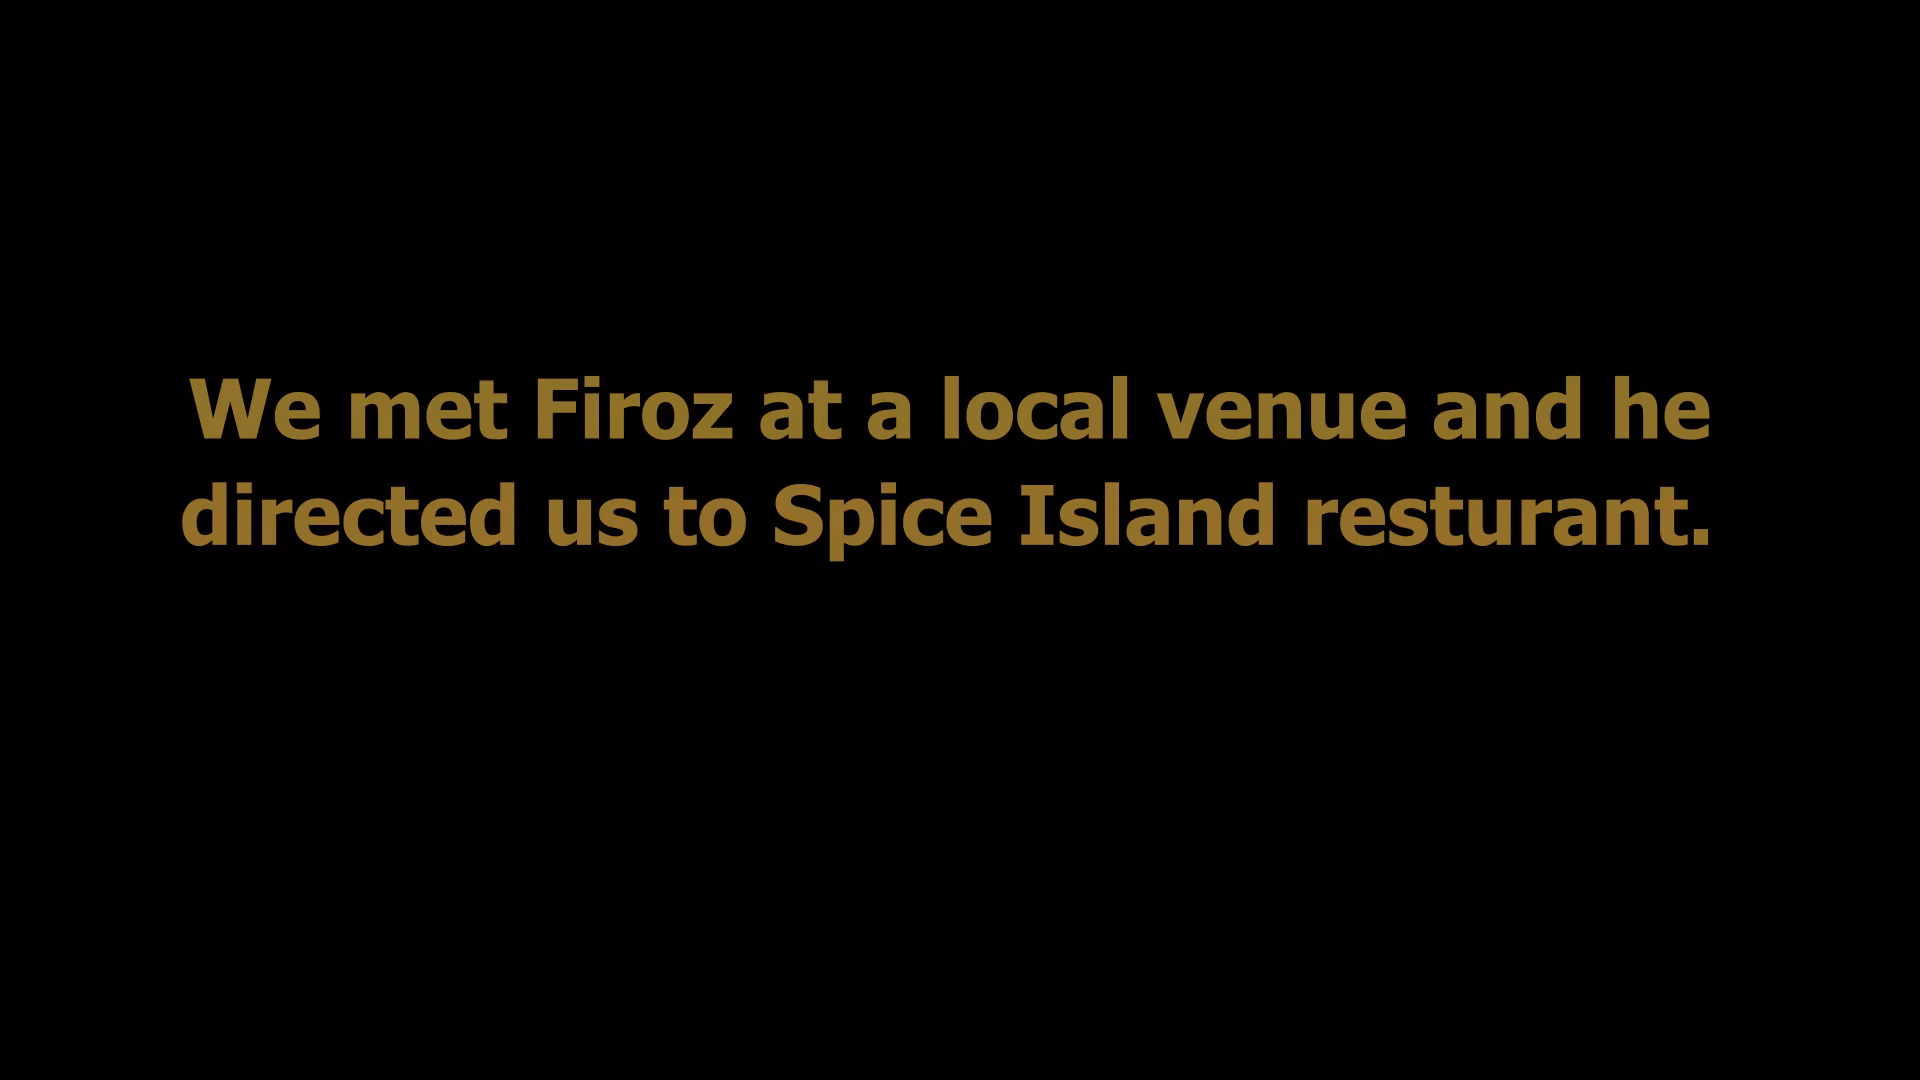 We met Firoz at a local venue and he
directed us to Spice Island resturant.